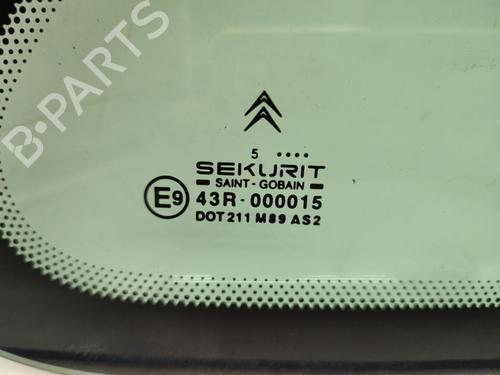 B-PARTS
5 ....
SEKURIT
SAINT - GOBAIN
E9 43R - 000015
DOT 211 M89 AS2